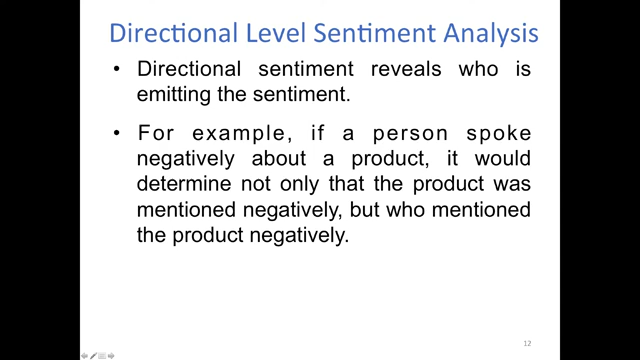 Directional Level Sentiment Analysis
• Directional sentiment reveals who is
emitting the sentiment.
• For example, if a person spoke
negatively about a product, it would
determine not only that the product was
mentioned negatively, but who mentioned
the product negatively.
12